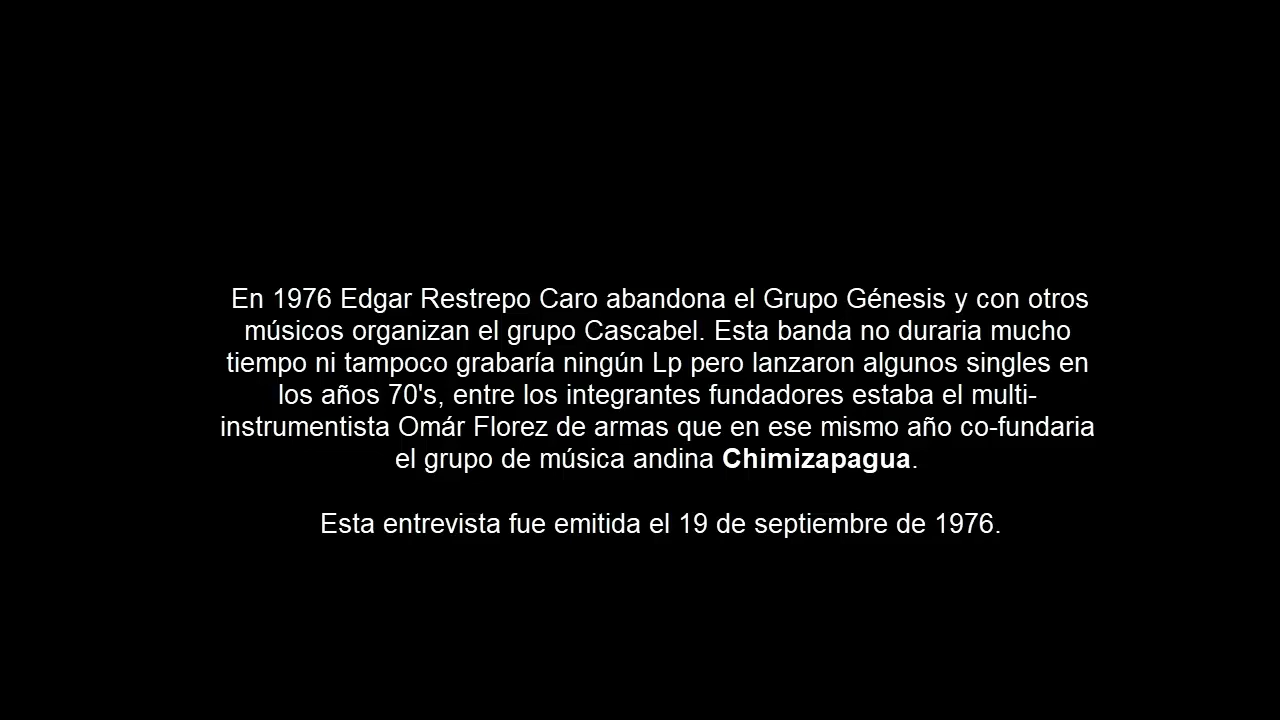 En 1976 Edgar Restrepo Caro abandona el Grupo Génesis y con otros
músicos organizan el grupo Cascabel. Esta banda no duraria mucho
tiempo ni tampoco grabaría ningún Lp pero lanzaron algunos singles en
los años 70's, entre los integrantes fundadores estaba el multi-
instrumentista Omár Florez de armas que en ese mismo año co-fundaria
el grupo de música andina Chimizapagua.
Esta entrevista fue emitida el 19 de septiembre de 1976.